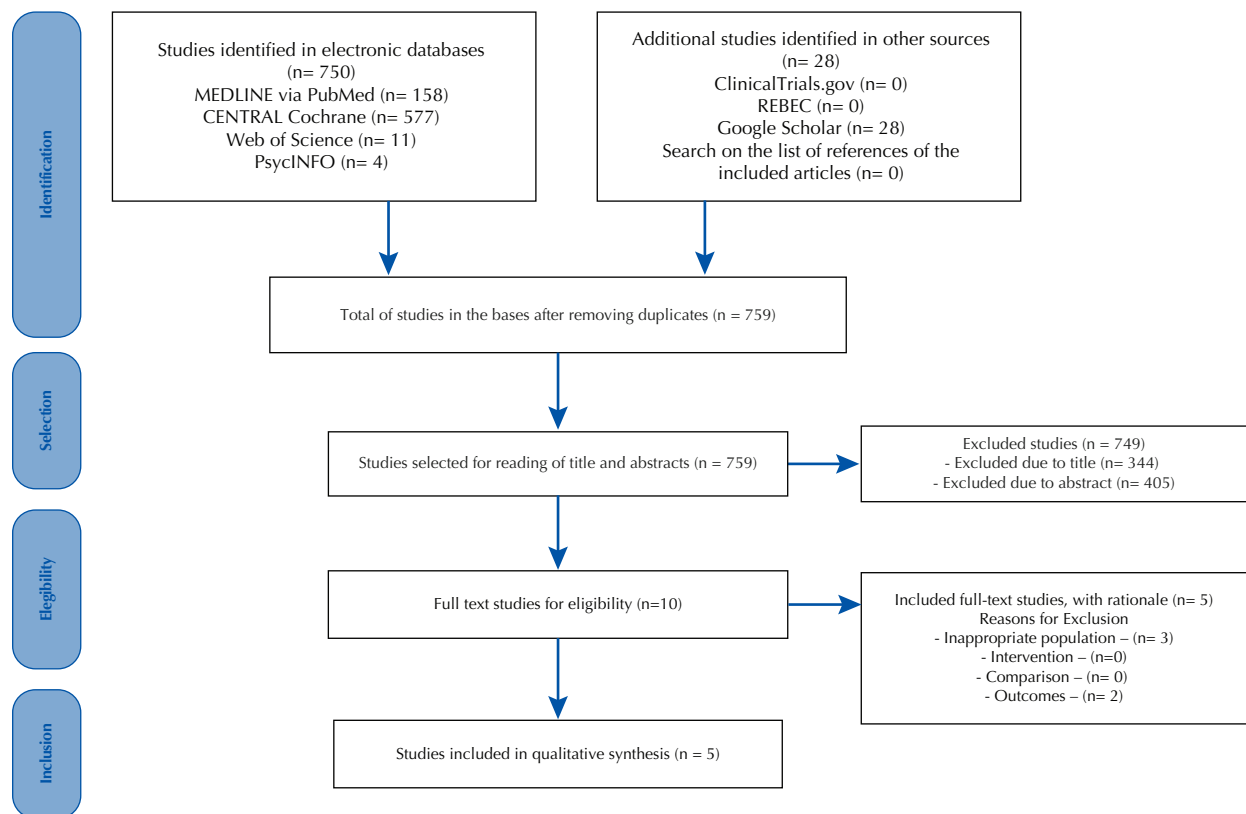 Identification
Studies identified in electronic databases
(n= 750)
MEDLINE via PubMed (n= 158)
CENTRAL Cochrane (n= 577)
Web of Science (n= 11)
PsycINFO (n= 4)
Additional studies identified in other sources
(n= 28)
ClinicalTrials.gov (n= 0)
REBEC (n= 0)
Google Scholar (n= 28)
Search on the list of references of the
included articles (n= 0)
Total of studies in the bases after removing duplicates (n = 759)
Selection
Studies selected for reading of title and abstracts (n = 759)
Excluded studies (n = 749)
- Excluded due to title (n= 344)
- Excluded due to abstract (n= 405)
Elegibility
Full text studies for eligibility (n=10)
Included full-text studies, with rationale (n= 5)
Reasons for Exclusion
- Inappropriate population – (n= 3)
- Intervention – (n=0)
- Comparison – (n= 0)
- Outcomes – (n= 2)
Inclusion
Studies included in qualitative synthesis (n = 5)